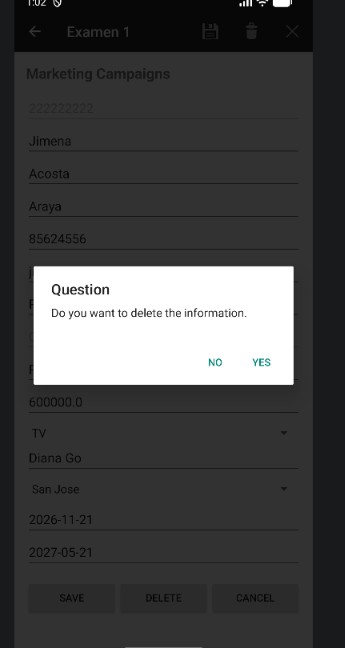 1:02
Examen 1
Marketing Campaigns
222222222
Jimena
Acosta
Araya
85624556
Question
Do you want to delete the information.
NO
YES
600000.0
TV
Diana Go
San Jose
2026-11-21
2027-05-21
SAVE
DELETE
CANCEL